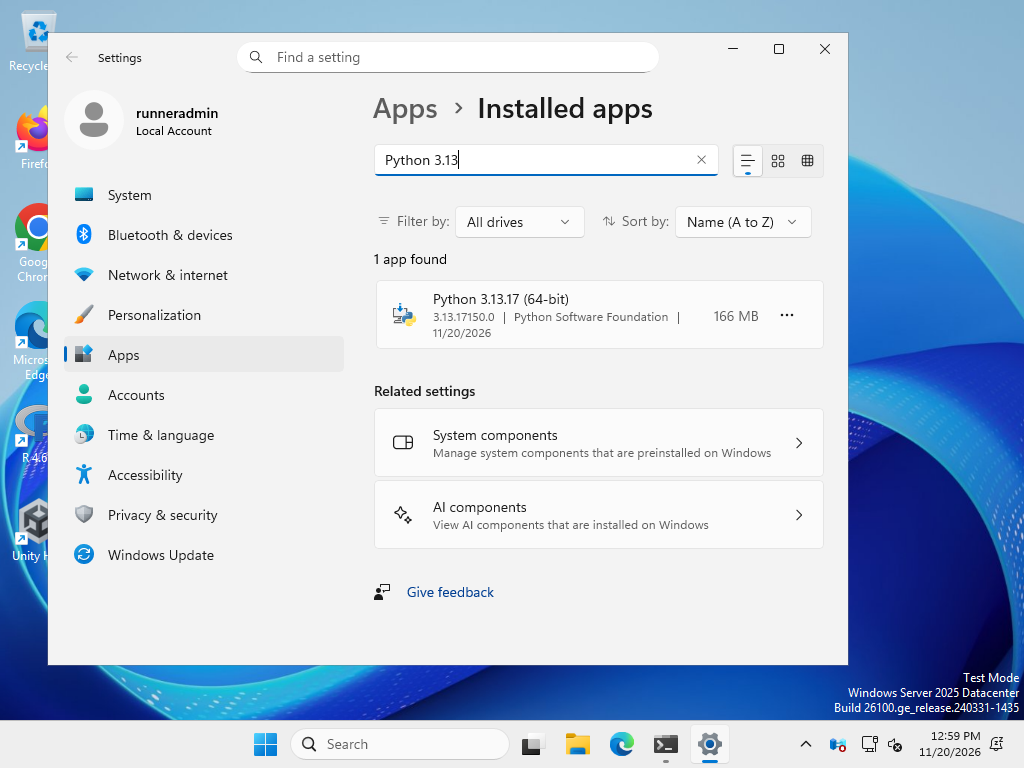 Recycle
Firefo
Goog
Chron
Micros
Edge
R 4.6
Unity H
Settings
Find a setting
runneradmin
Local Account
System
Bluetooth & devices
Network & internet
Personalization
Apps
Accounts
Time & language
Accessibility
Privacy & security
Windows Update
Apps > Installed apps
Python 3.13
Filter by:
All drives
Sort by:
Name (A to Z)
1 app found
Python 3.13.17 (64-bit)
3.13.17150.0 | Python Software Foundation |
11/20/2026
166 MB
Related settings
System components
Manage system components that are preinstalled on Windows
AI components
View AI components that are installed on Windows
Give feedback
Test Mode
Windows Server 2025 Datacenter
Build 26100.ge_release.240331-1435
Search
12:59 PM
11/20/2026